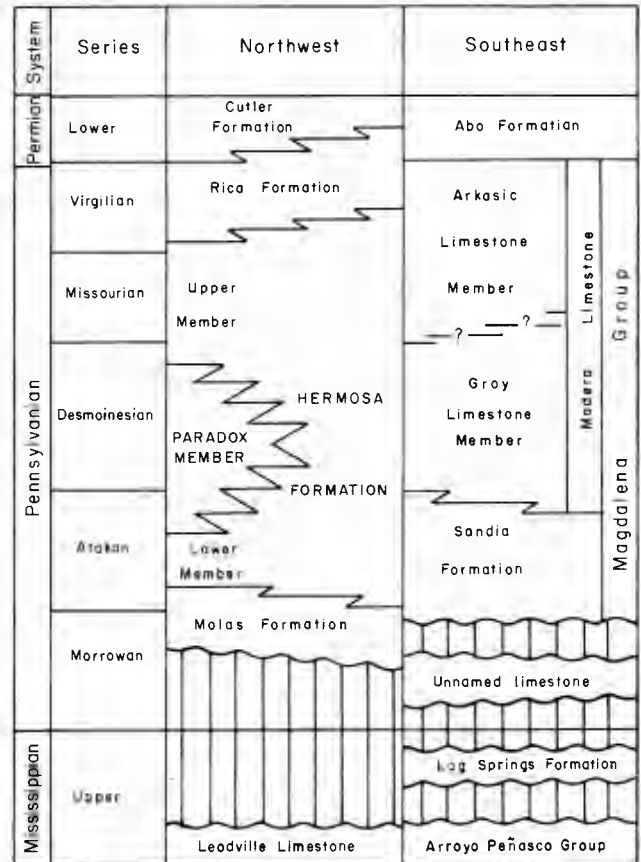 System
Series
Northwest
Southeast
Permian
Lower
Cutler
Formation
Abo Formation
Pennsylvanian
Virgilian
Rica Formation
Arkasic
Limestone
Member
Missourian
Upper
Member
?
?
Desmoinesian
HERMOSA
PARADOX
MEMBER
FORMATION
Gray
Limestone
Member
Madera Limestone
Magdalena Group
Atokan
Lower
Member
Sandia
Formation
Molas Formation
Morrowan
Unnamed limestone
Mississippian
Upper
Log Springs Formation
Leadville Limestone
Arroyo Peñasco Group